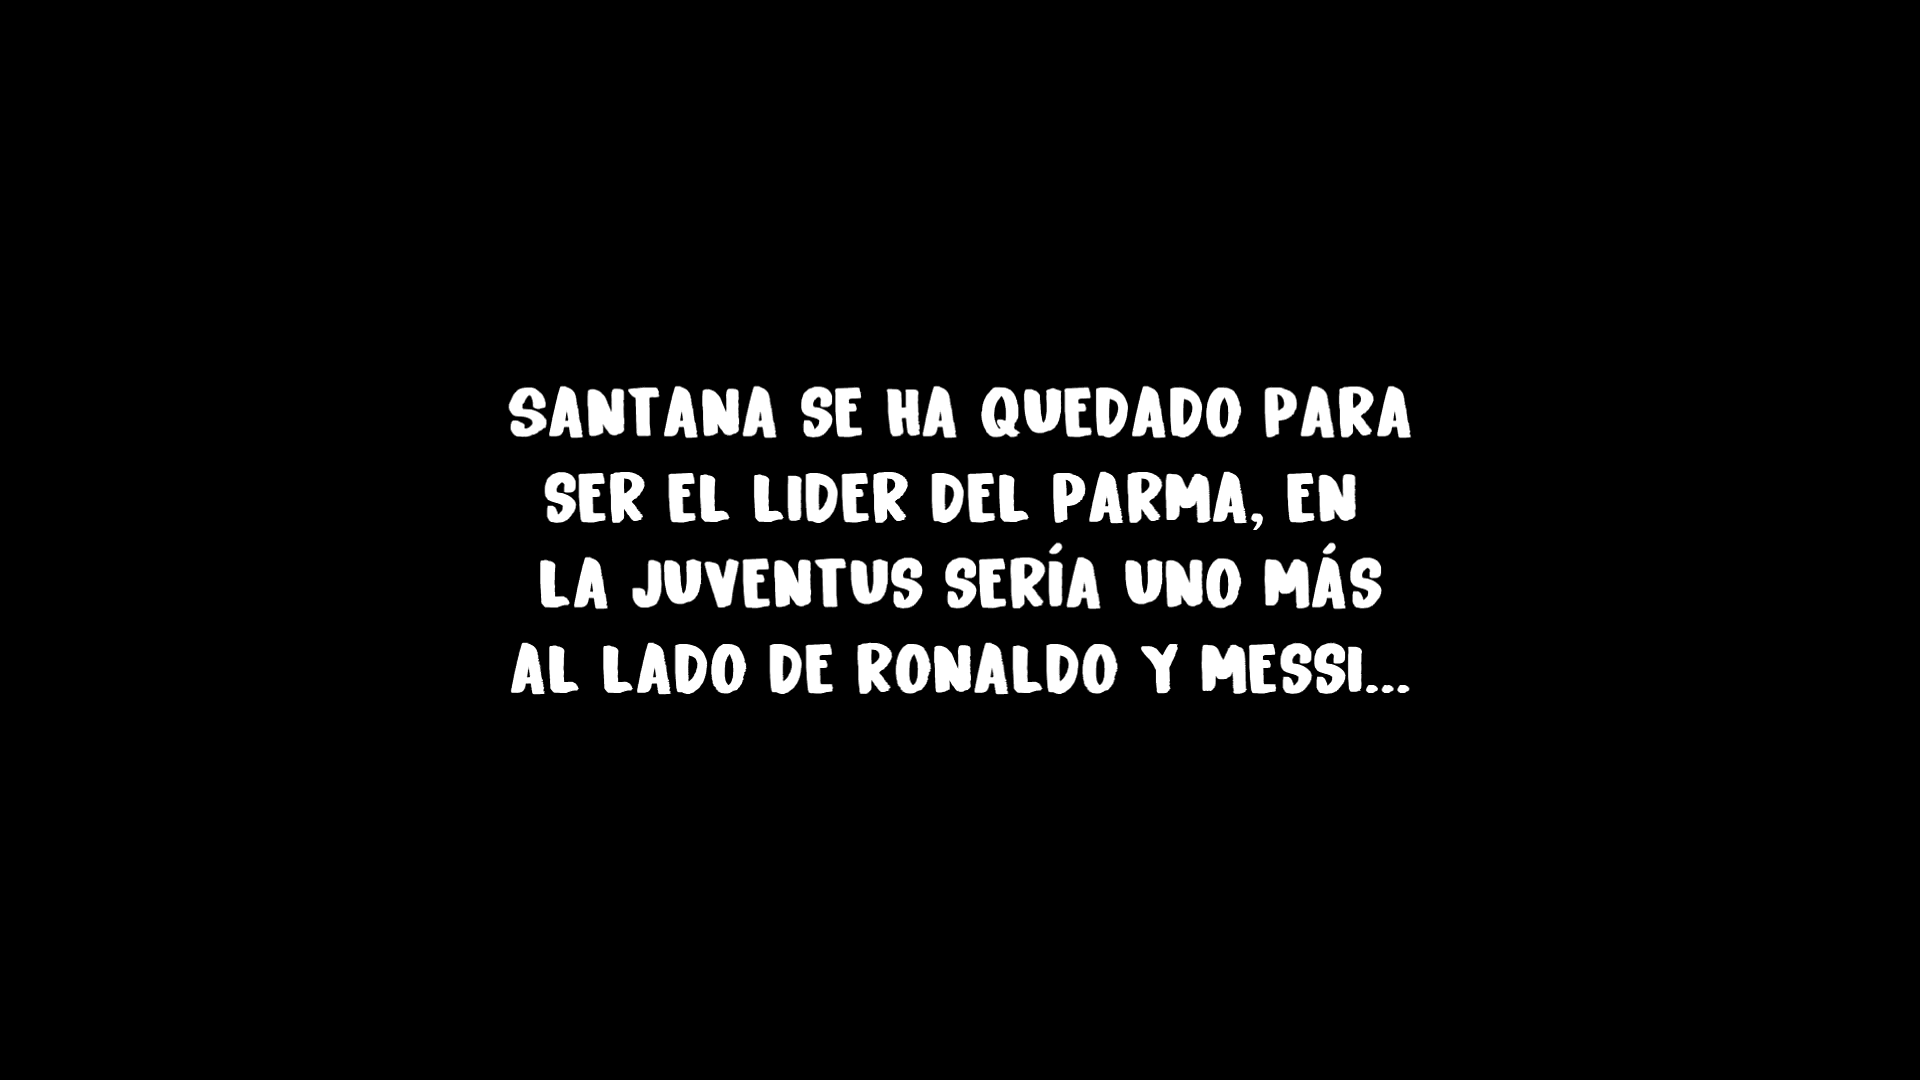 SANTANA SE HA QUEDADO PARA
SER EL LIDER DEL PARMA, EN
LA JUVENTUS SERÍA UNO MÁS
AL LADO DE RONALDO Y MESSI...